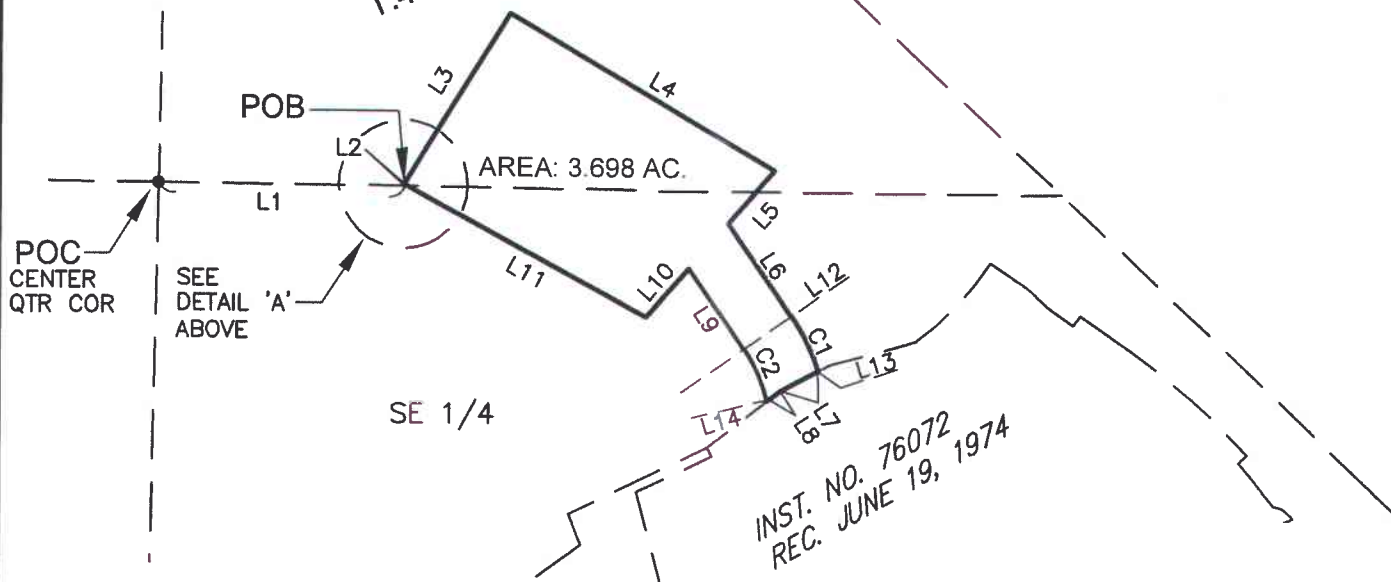 L3
L4
POB
L2
AREA: 3.698 AC.
L1
L5
POC
CENTER
QTR COR
SEE
DETAIL 'A'
ABOVE
L11
L10
L6
L12
L9
C1
C2
L13
L14
L7
L8
SE 1/4
INST. NO. 76072
REC. JUNE 19, 1974